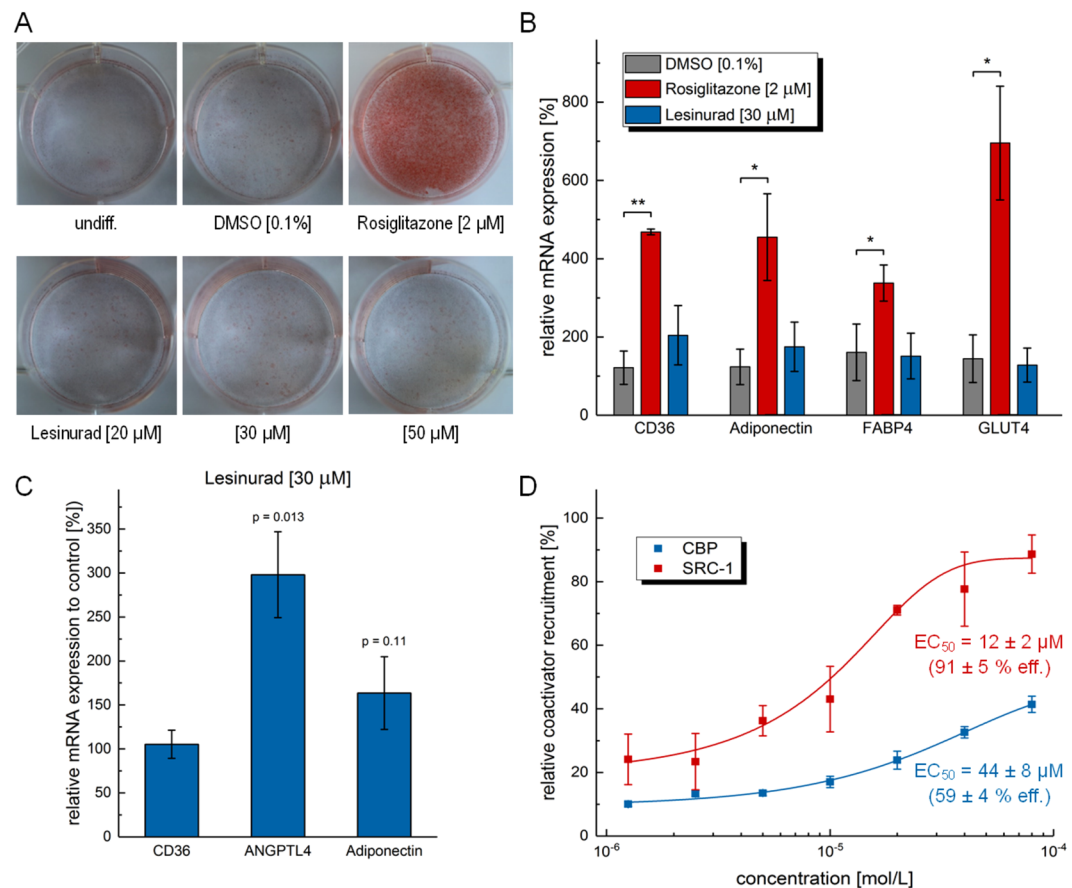 A
undiff.
DMSO [0.1%]
Rosiglitazone [2 µM]
Lesinurad [20 µM]
[30 µM]
[50 µM]
B
relative mRNA expression [%]
800
600
400
200
0
DMSO [0.1%]
Rosiglitazone [2 µM]
Lesinurad [30 µM]
**
*
*
*
CD36
Adiponectin
FABP4
GLUT4
C
Lesinurad [30 µM]
relative mRNA expression to control [%])
350
300
250
200
150
100
50
0
p = 0.013
p = 0.11
CD36
ANGPTL4
Adiponectin
D
relative coactivator recruitment [%]
100
80
60
40
20
0
CBP
SRC-1
EC50 = 12 ± 2 µM
(91 ± 5 % eff.)
EC50 = 44 ± 8 µM
(59 ± 4 % eff.)
10⁻⁶
10⁻⁵
10⁻⁴
concentration [mol/L]